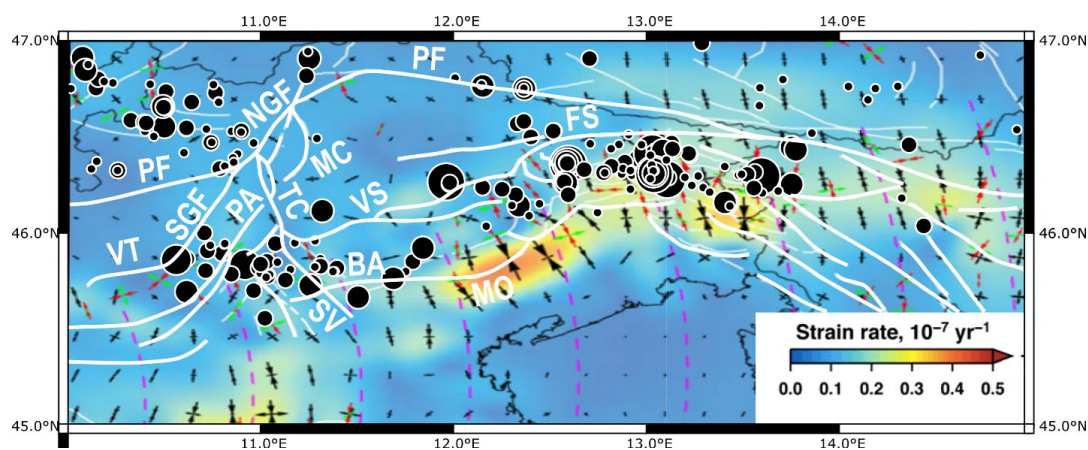 11.0°E 12.0°E 13.0°E 14.0°E
47.0°N 47.0°N
PF
NGF
FS
MC
PF
SGF
PA
TC
VS
46.0°N 46.0°N
VT
BA
MO
SV
Strain rate, 10⁻⁷ yr⁻¹
0.0 0.1 0.2 0.3 0.4 0.5
45.0°N 45.0°N
11.0°E 12.0°E 13.0°E 14.0°E